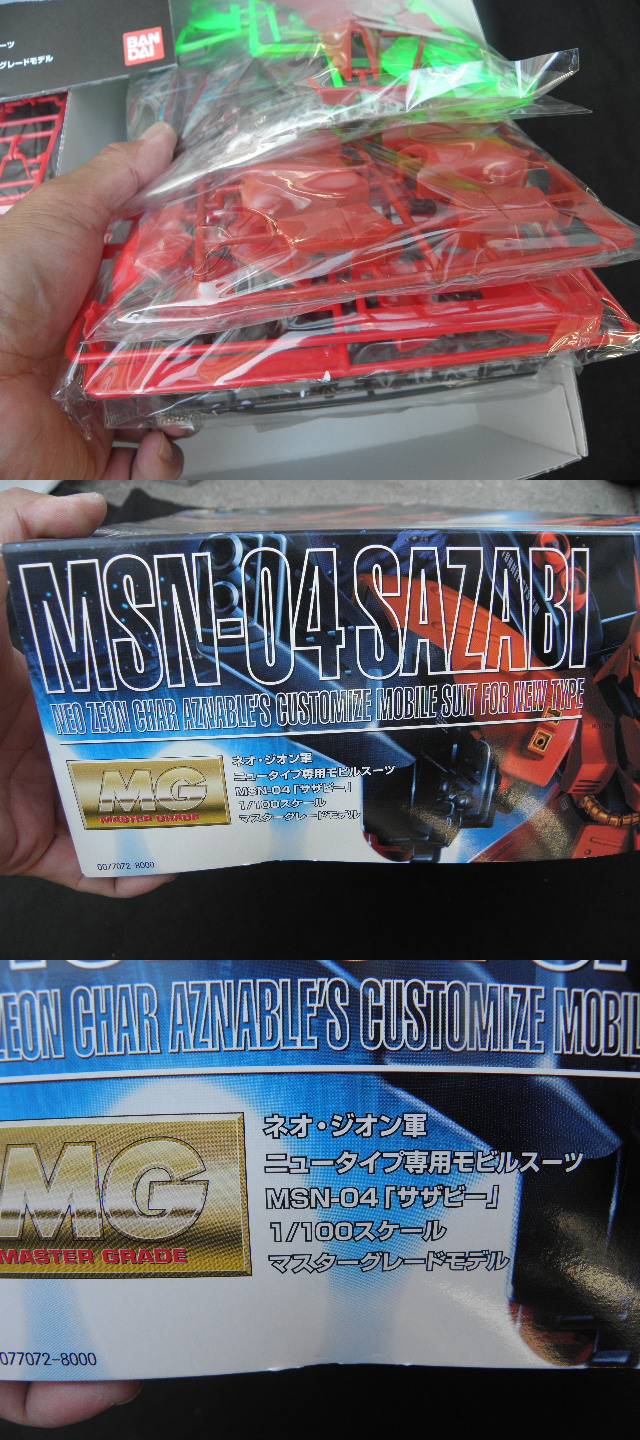 ーツ
レードモデル
BAN
DAI
MSN-04 SAZABI
NEO ZEON CHAR AZNABLE'S CUSTOMIZE MOBILE SUIT FOR NEW TYPE
MG
MASTER GRADE
ネオ・ジオン軍
ニュータイプ専用モビルスーツ
MSN-04「サザビー」
1/100スケール
マスターグレードモデル
0077072-8000
ZEON CHAR AZNABLE'S CUSTOMIZE MOBIL
MG
MASTER GRADE
ネオ・ジオン軍
ニュータイプ専用モビルスーツ
MSN-04「サザビー」
1/100スケール
マスターグレードモデル
077072-8000